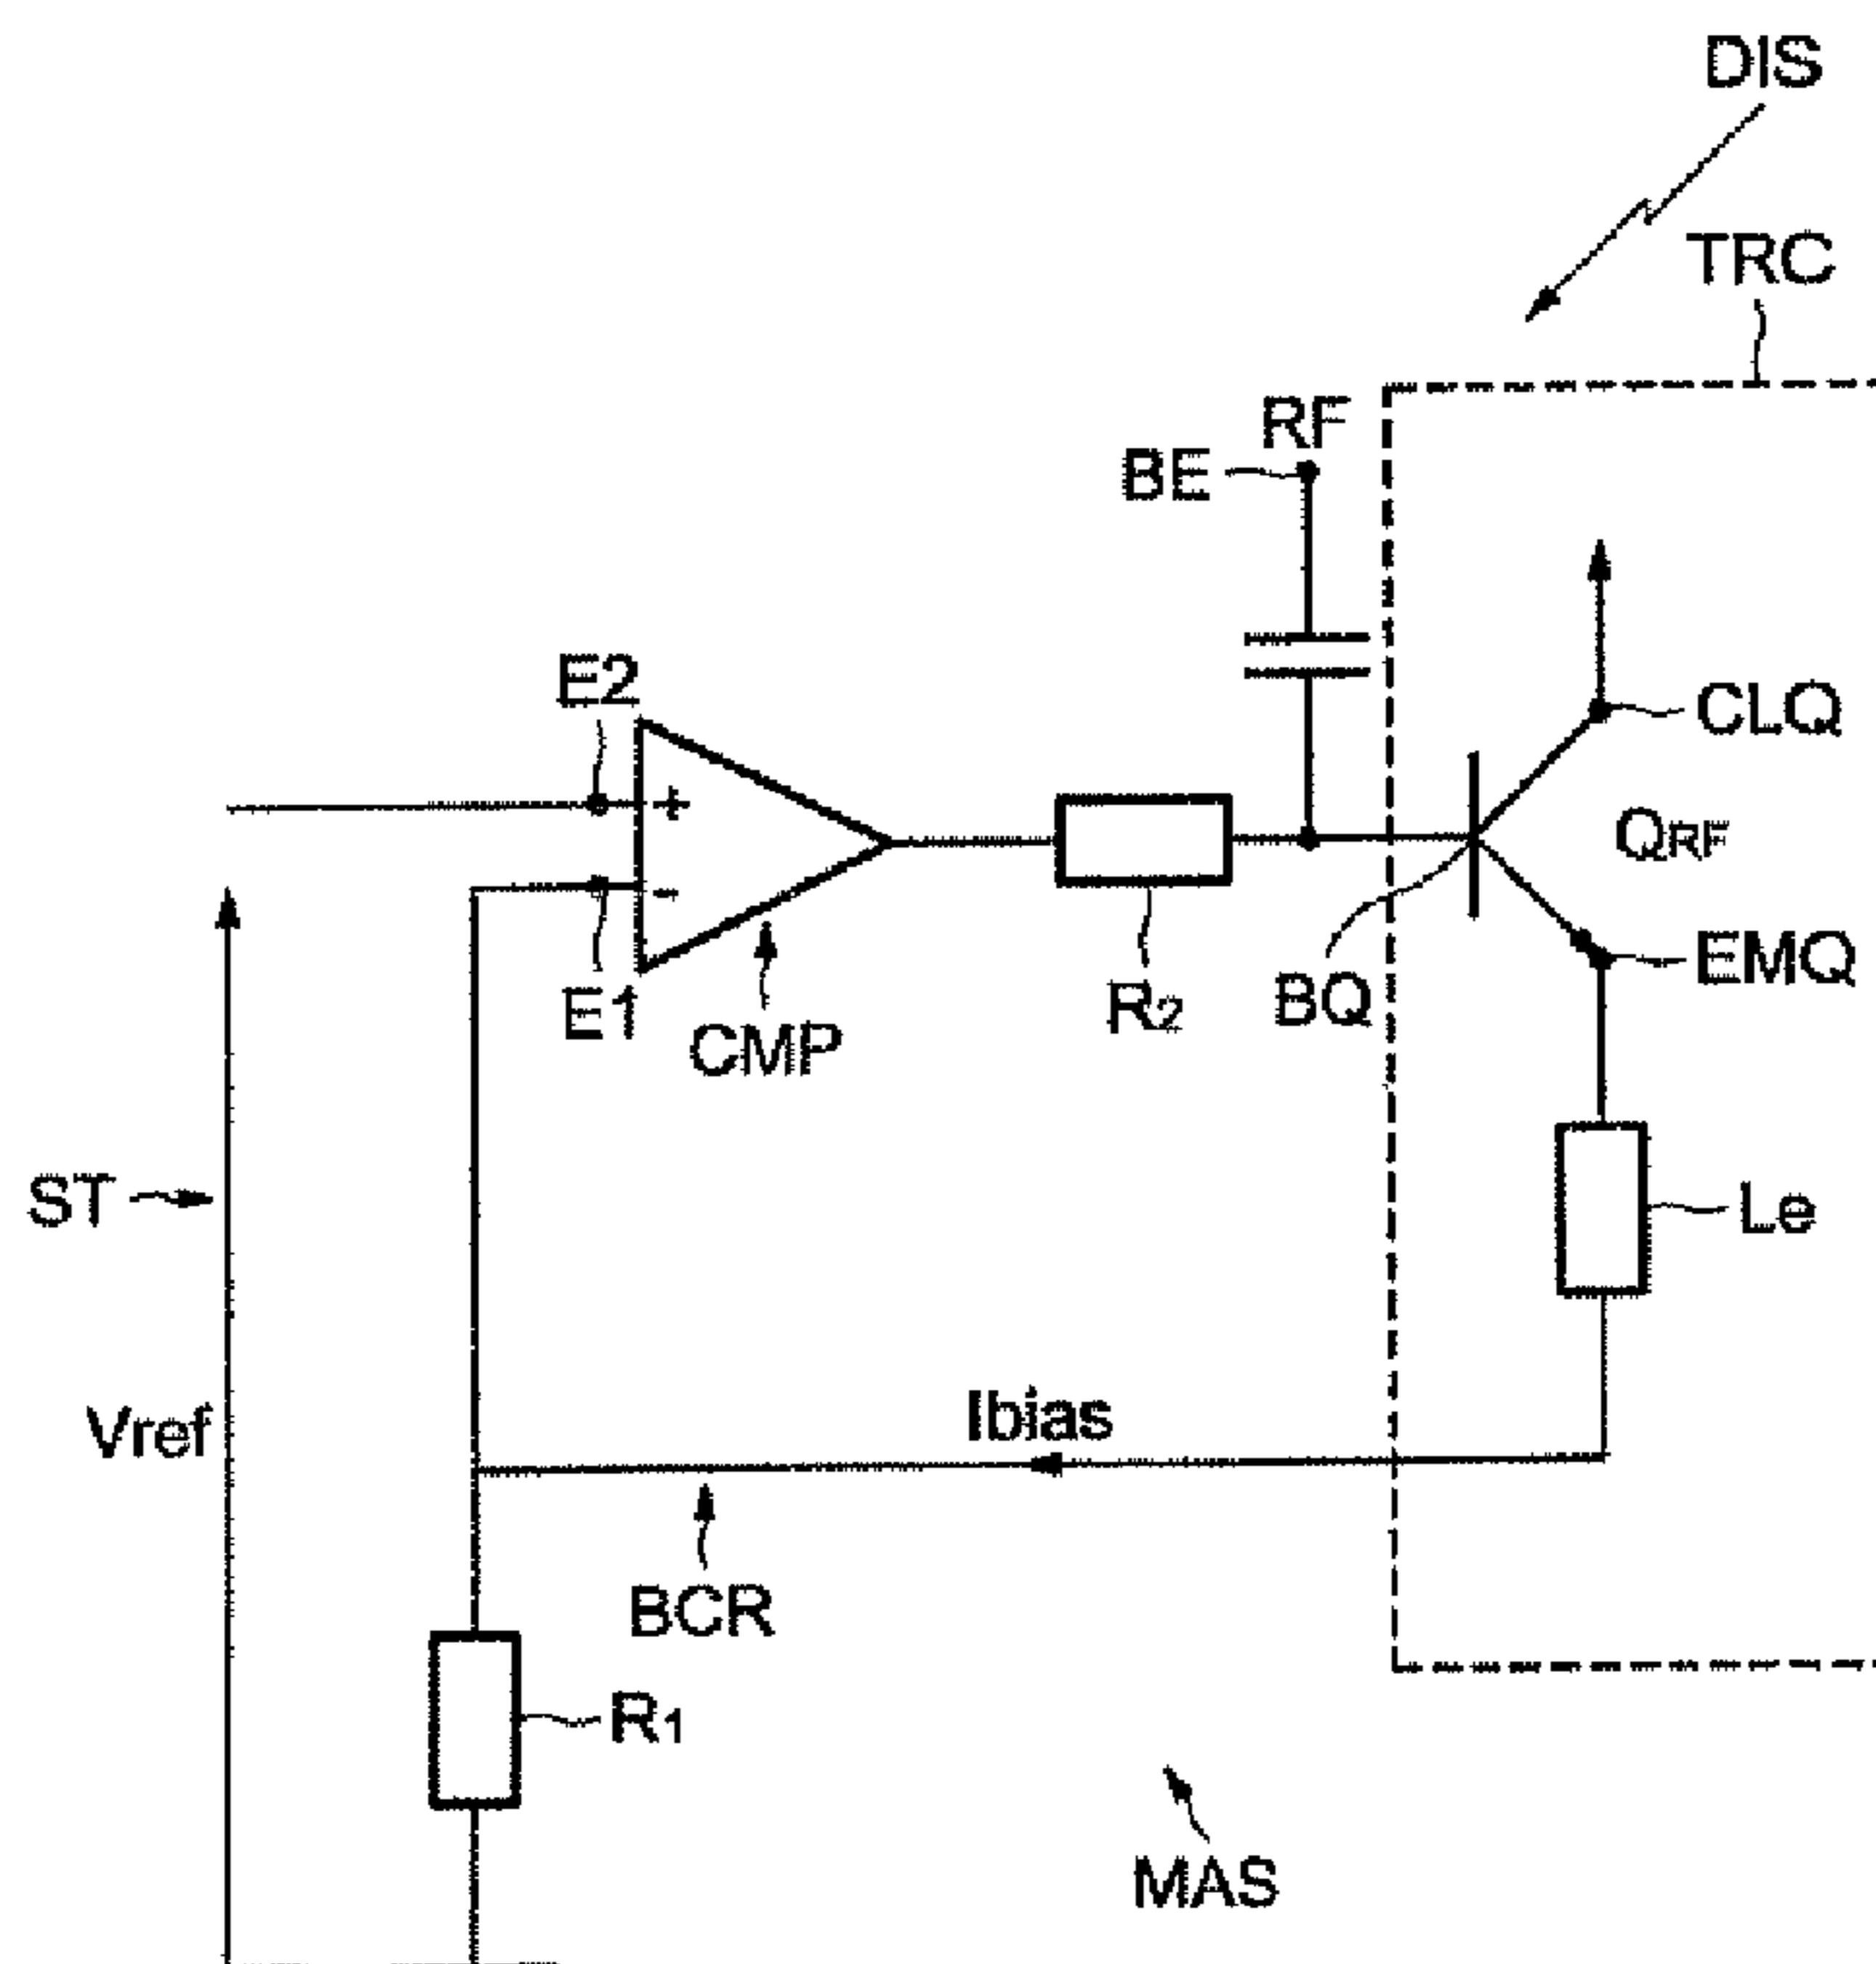 DIS
TRC
RF
BE
E2
+
CLQ
QRF
-
EMQ
E1
R2
BQ
CMP
ST
Le
Vref
Ibias
BCR
R1
MAS